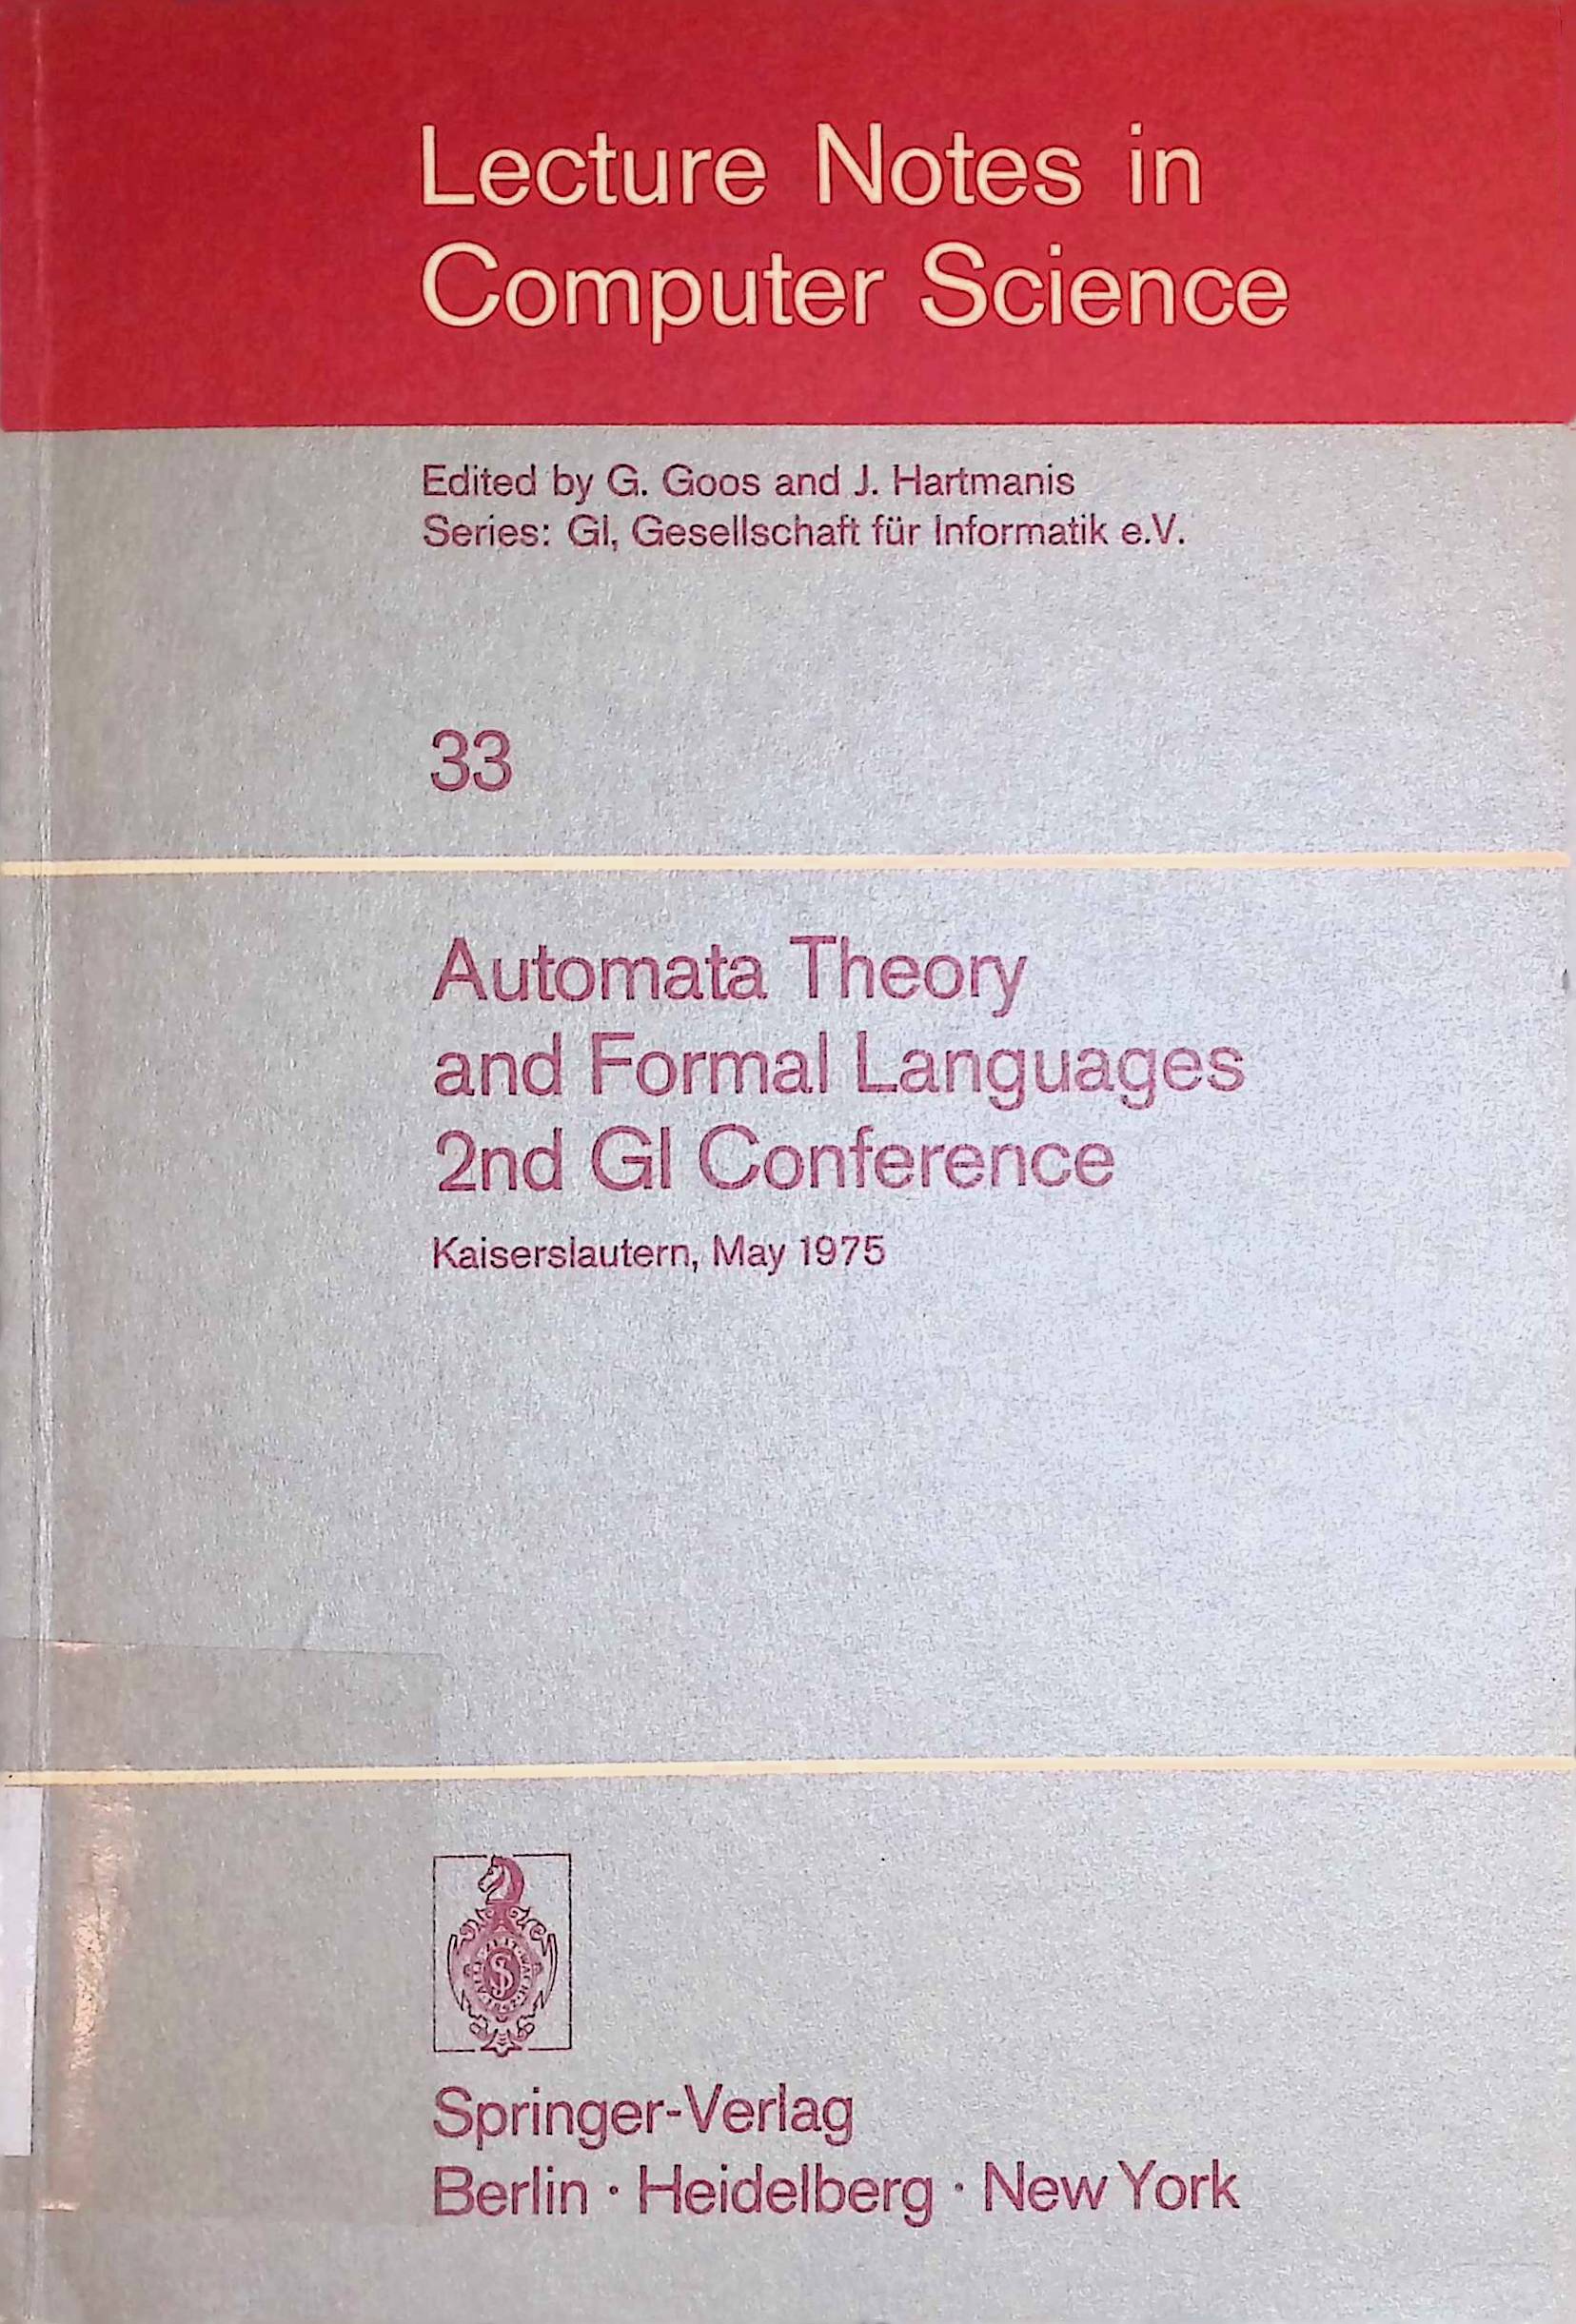 Lecture Notes in
Computer Science
Edited by G. Goos and J. Hartmanis
Series: GI, Gesellschaft für Informatik e.V.
33
Automata Theory
and Formal Languages
2nd GI Conference
Kaiserslautern, May 1975
Springer-Verlag
Berlin · Heidelberg · New York